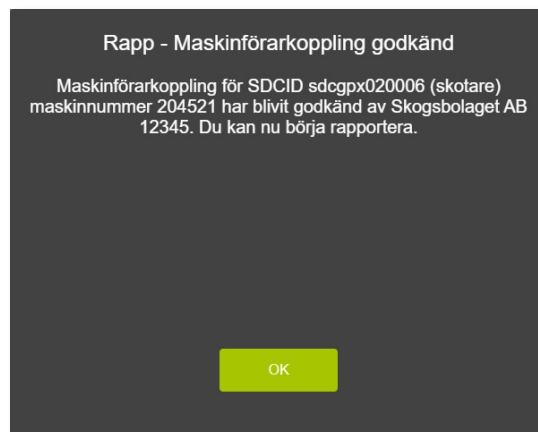 Rapp - Maskinförarkoppling godkänd
Maskinförarkoppling för SDCID sdcgpx020006 (skotare)
maskinnummer 204521 har blivit godkänd av Skogsbolaget AB
12345. Du kan nu börja rapportera.
OK